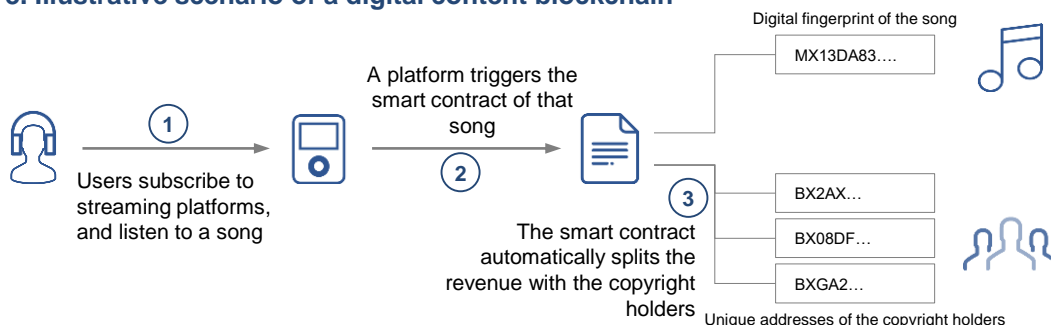 Digital fingerprint of the song
MX13DA83....
A platform triggers the
smart contract of that
song
1
2
Users subscribe to
streaming platforms,
and listen to a song
3
The smart contract
automatically splits the
revenue with the copyright
holders
BX2AX...
BX08DF...
BXGA2...
Unique addresses of the copyright holders